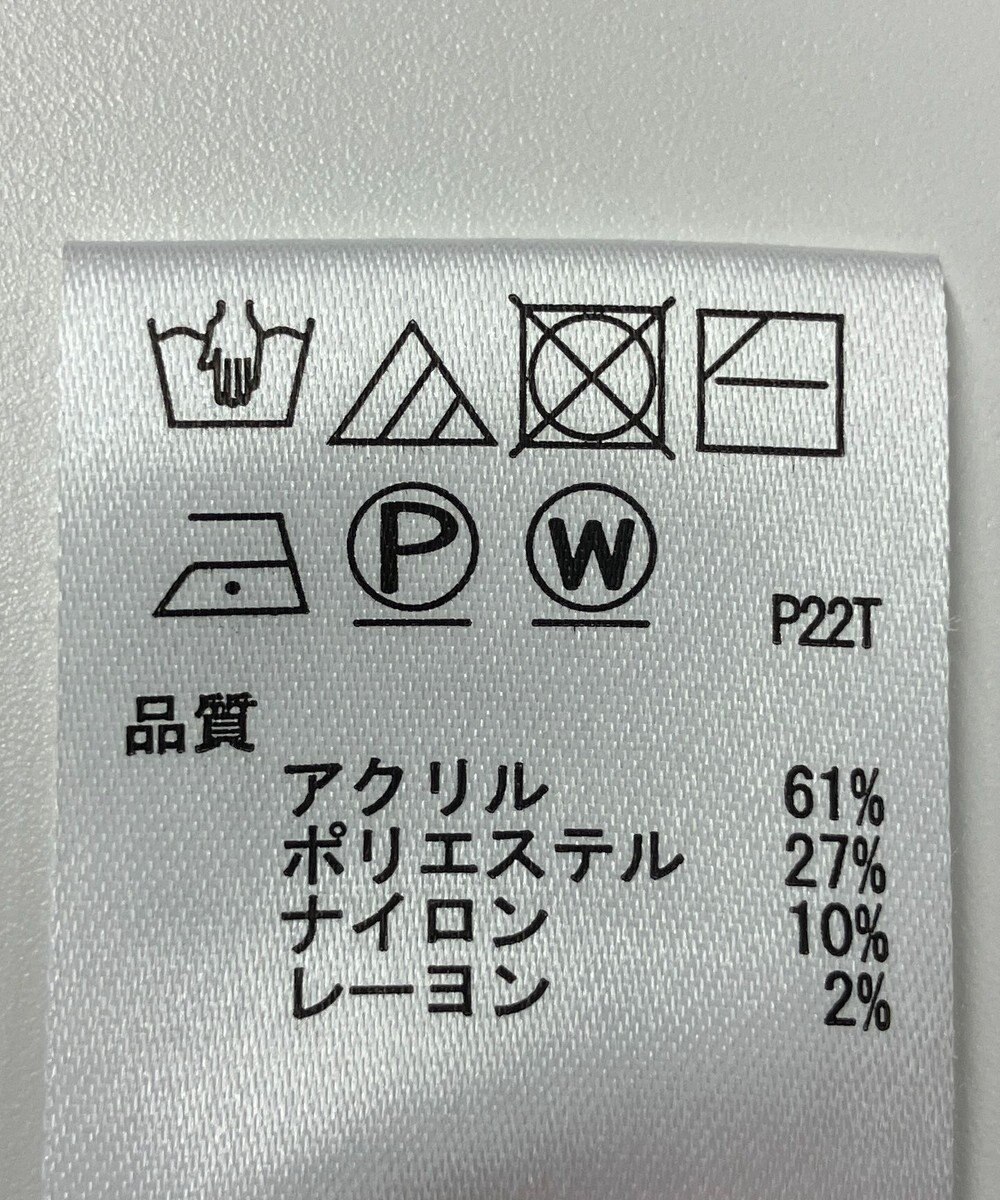 P W
P22T
品質
アクリル 61%
ポリエステル 27%
ナイロン 10%
レーヨン 2%